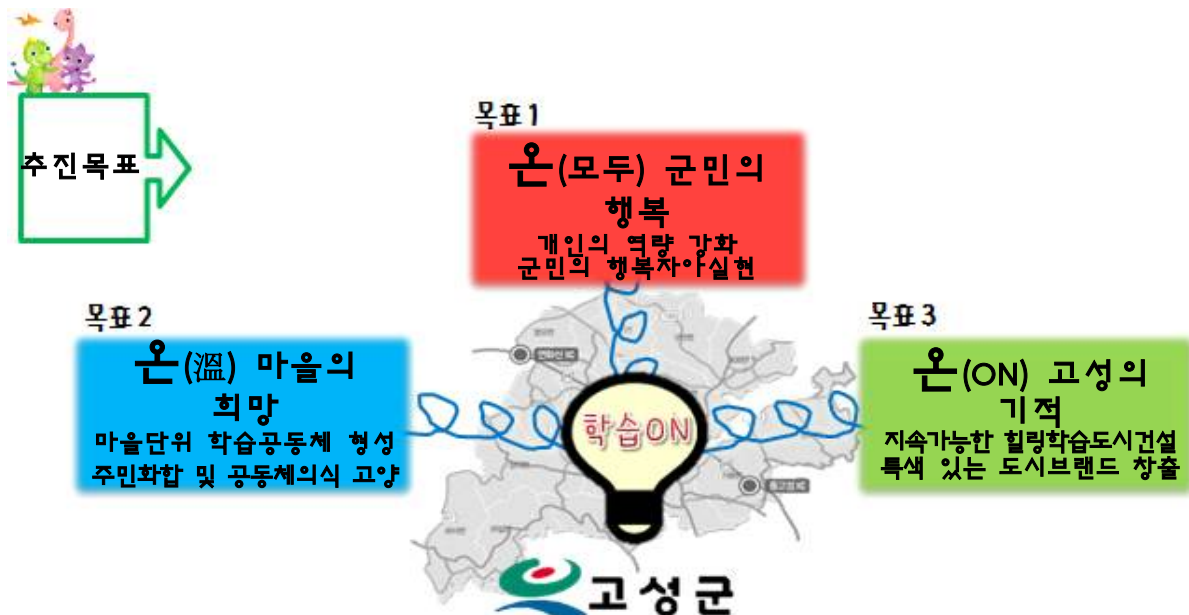 추진목표
목표1
온(모두) 군민의
행복
개인의 역량 강화
군민의 행복자아실현
목표2
온(溫) 마을의
희망
마을단위 학습공동체 형성
주민화합 및 공동체의식 고양
목표3
온(ON) 고성의
기적
지속가능한 힐링학습도시건설
특색 있는 도시브랜드 창출
학습ON
고성군